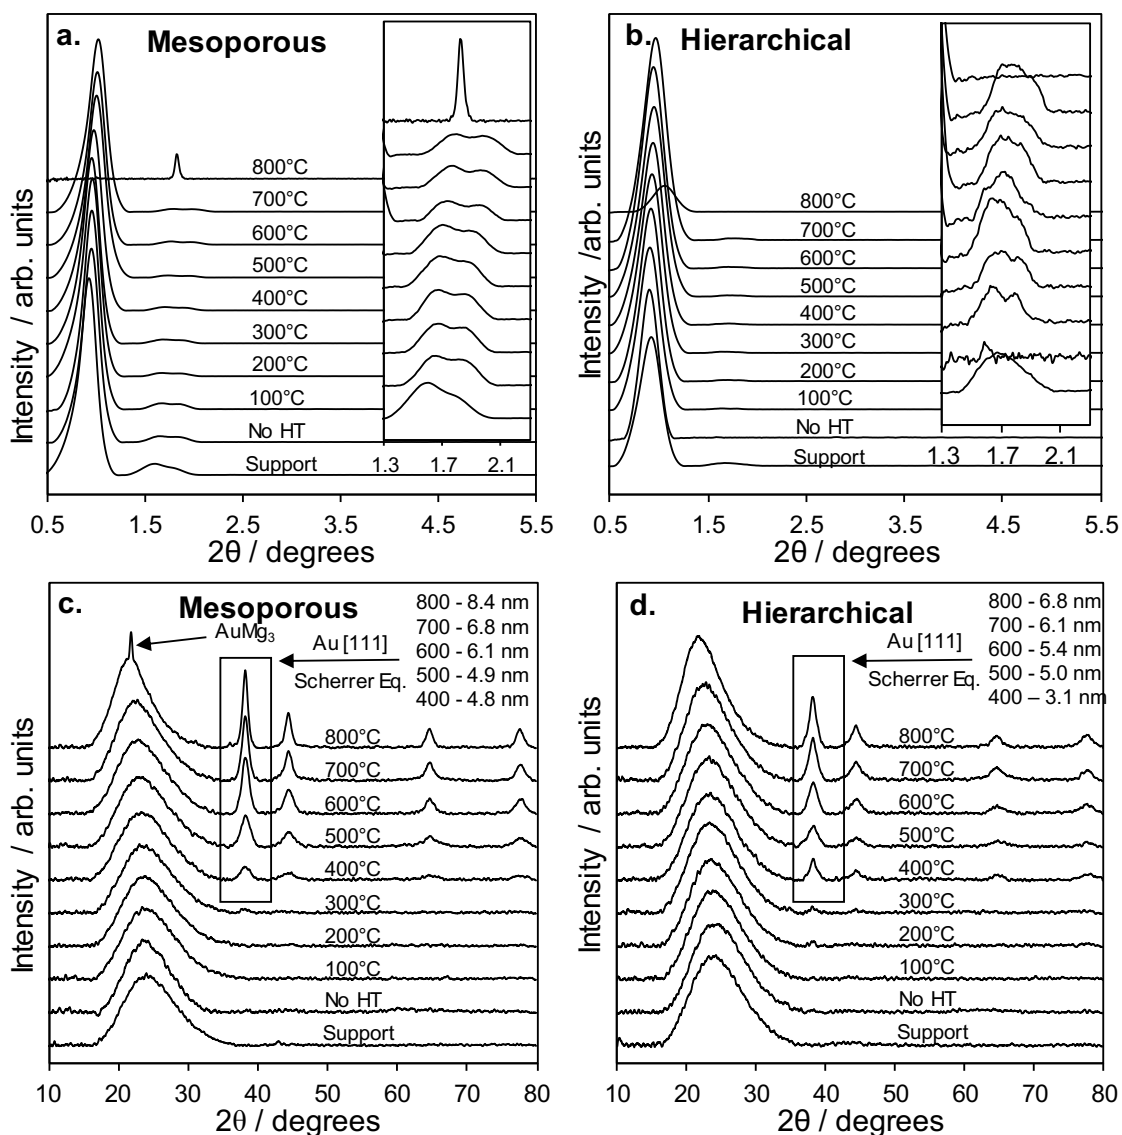 a. Mesoporous
Intensity / arb. units
800°C
700°C
600°C
500°C
400°C
300°C
200°C
100°C
No HT
Support
1.3 1.7 2.1
0.5 1.5 2.5 3.5 4.5 5.5
2θ / degrees
b. Hierarchical
Intensity /arb. units
800°C
700°C
600°C
500°C
400°C
300°C
200°C
100°C
No HT
Support
1.3 1.7 2.1
0.5 1.5 2.5 3.5 4.5 5.5
2θ / degrees
c. Mesoporous
AuMg3
Au [111]
Scherrer Eq.
800 - 8.4 nm
700 - 6.8 nm
600 - 6.1 nm
500 - 4.9 nm
400 - 4.8 nm
Intensity / arb. units
800°C
700°C
600°C
500°C
400°C
300°C
200°C
100°C
No HT
Support
10 20 30 40 50 60 70 80
2θ / degrees
d. Hierarchical
Au [111]
Scherrer Eq.
800 - 6.8 nm
700 - 6.1 nm
600 - 5.4 nm
500 - 5.0 nm
400 – 3.1 nm
Intensity / arb. units
800°C
700°C
600°C
500°C
400°C
300°C
200°C
100°C
No HT
Support
10 20 30 40 50 60 70 80
2θ / degrees